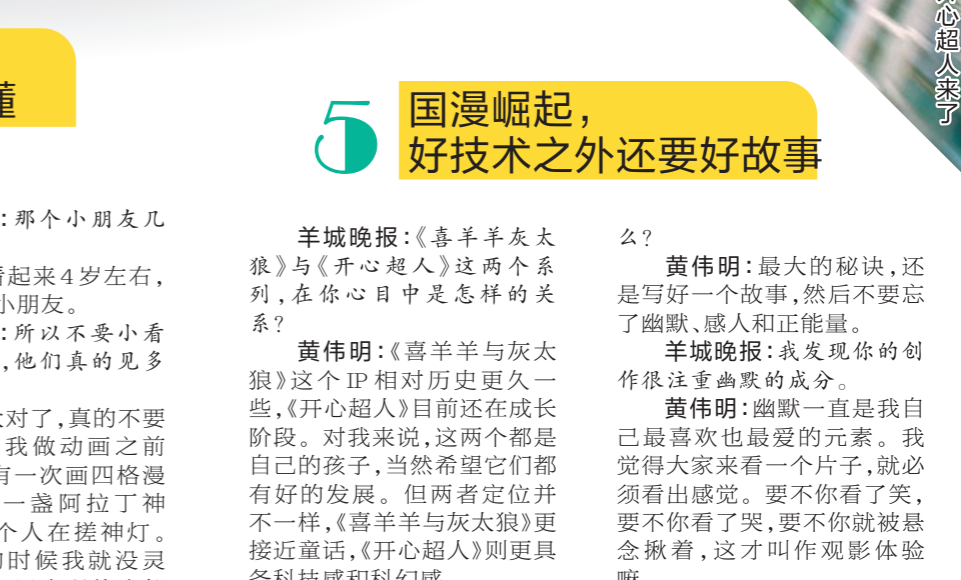 心超人来了
5
国漫崛起，
好技术之外还要好故事
：那个小朋友几
看起来4岁左右，
小朋友。
：所以不要小看
，他们真的见多
太对了，真的不要
我做动画之前
有一次画四格漫
一盏阿拉丁神
个人在搓神灯。
时候我就没灵
羊城晚报：《喜羊羊灰太
狼》与《开心超人》这两个系
列，在你心目中是怎样的关
系？
黄伟明：《喜羊羊与灰太
狼》这个IP相对历史更久一
些，《开心超人》目前还在成长
阶段。对我来说，这两个都是
自己的孩子，当然希望它们都
有好的发展。但两者定位并
不一样，《喜羊羊与灰太狼》更
接近童话，《开心超人》则更具
备科技感和科幻感
么？
黄伟明：最大的秘诀，还
是写好一个故事，然后不要忘
了幽默、感人和正能量。
羊城晚报：我发现你的创
作很注重幽默的成分。
黄伟明：幽默一直是我自
己最喜欢也最爱的元素。我
觉得大家来看一个片子，就必
须看出感觉。要不你看了笑，
要不你看了哭，要不你就被悬
念揪着，这才叫作观影体验
嘛